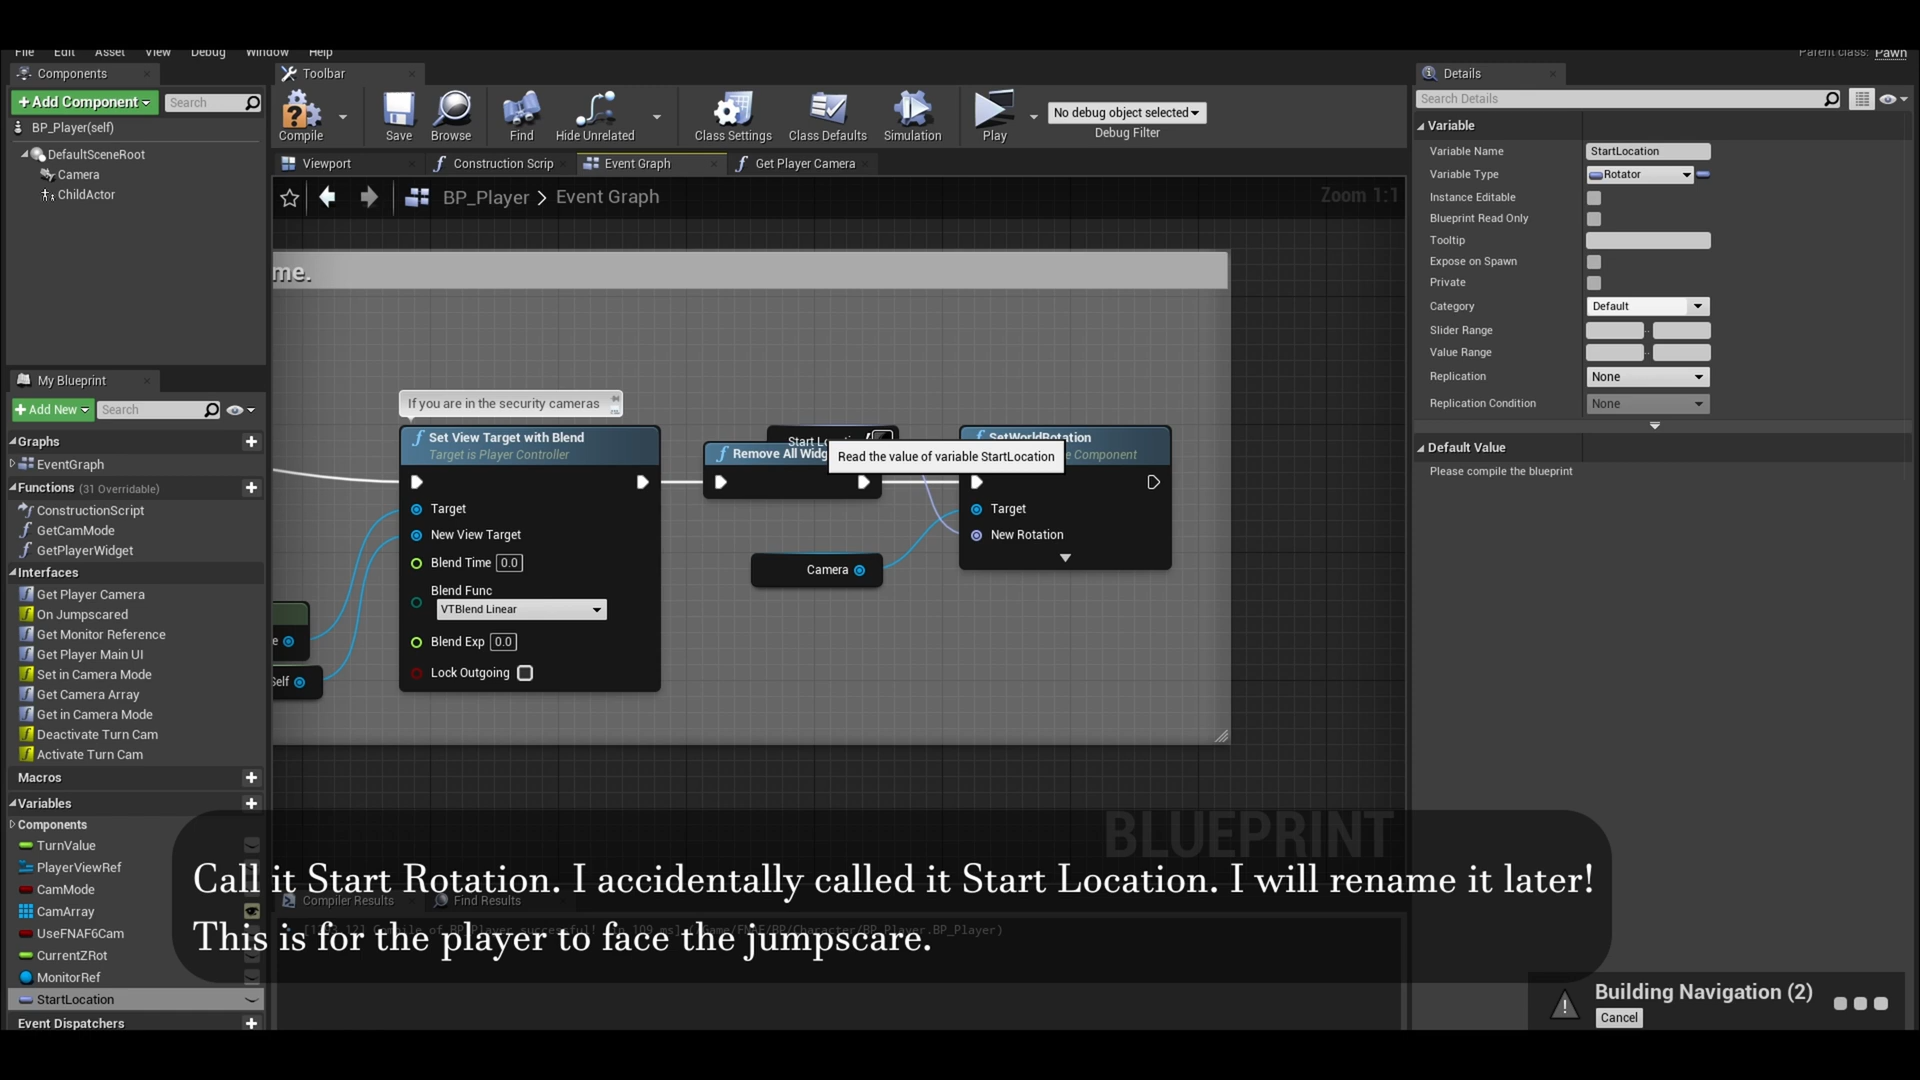 File Edit Asset View Debug Window Help
Parent class: Pawn
Components
Toolbar
Details
+Add Component
Search
BP_Player(self)
DefaultSceneRoot
Camera
ChildActor
Compile
Save
Browse
Find
Hide Unrelated
Class Settings
Class Defaults
Simulation
Play
No debug object selected
Debug Filter
Viewport
Construction Scrip
Event Graph
Get Player Camera
BP_Player > Event Graph
Zoom 1:1
me.
If you are in the security cameras
Set View Target with Blend
Target is Player Controller
Target
New View Target
Blend Time 0.0
Blend Func
VTBlend Linear
Blend Exp 0.0
Lock Outgoing
Self
Start Lo
Remove All Widg
Read the value of variable StartLocation
Camera
SetWorldRotation
e Component
Target
New Rotation
My Blueprint
+Add New
Search
Graphs
EventGraph
Functions (31 Overridable)
ConstructionScript
GetCamMode
GetPlayerWidget
Interfaces
Get Player Camera
On Jumpscared
Get Monitor Reference
Get Player Main UI
Set in Camera Mode
Get Camera Array
Get in Camera Mode
Deactivate Turn Cam
Activate Turn Cam
Macros
Variables
Components
TurnValue
PlayerViewRef
CamMode
CamArray
UseFNAF6Cam
CurrentZRot
MonitorRef
StartLocation
Event Dispatchers
Search Details
Variable
Variable Name StartLocation
Variable Type Rotator
Instance Editable
Blueprint Read Only
Tooltip
Expose on Spawn
Private
Category Default
Slider Range
Value Range
Replication None
Replication Condition None
Default Value
Please compile the blueprint
BLUEPRINT
Call it Start Rotation. I accidentally called it Start Location. I will rename it later!
Compiler Results
Find Results
This is for the player to face the jumpscare.
Building Navigation (2)
Cancel